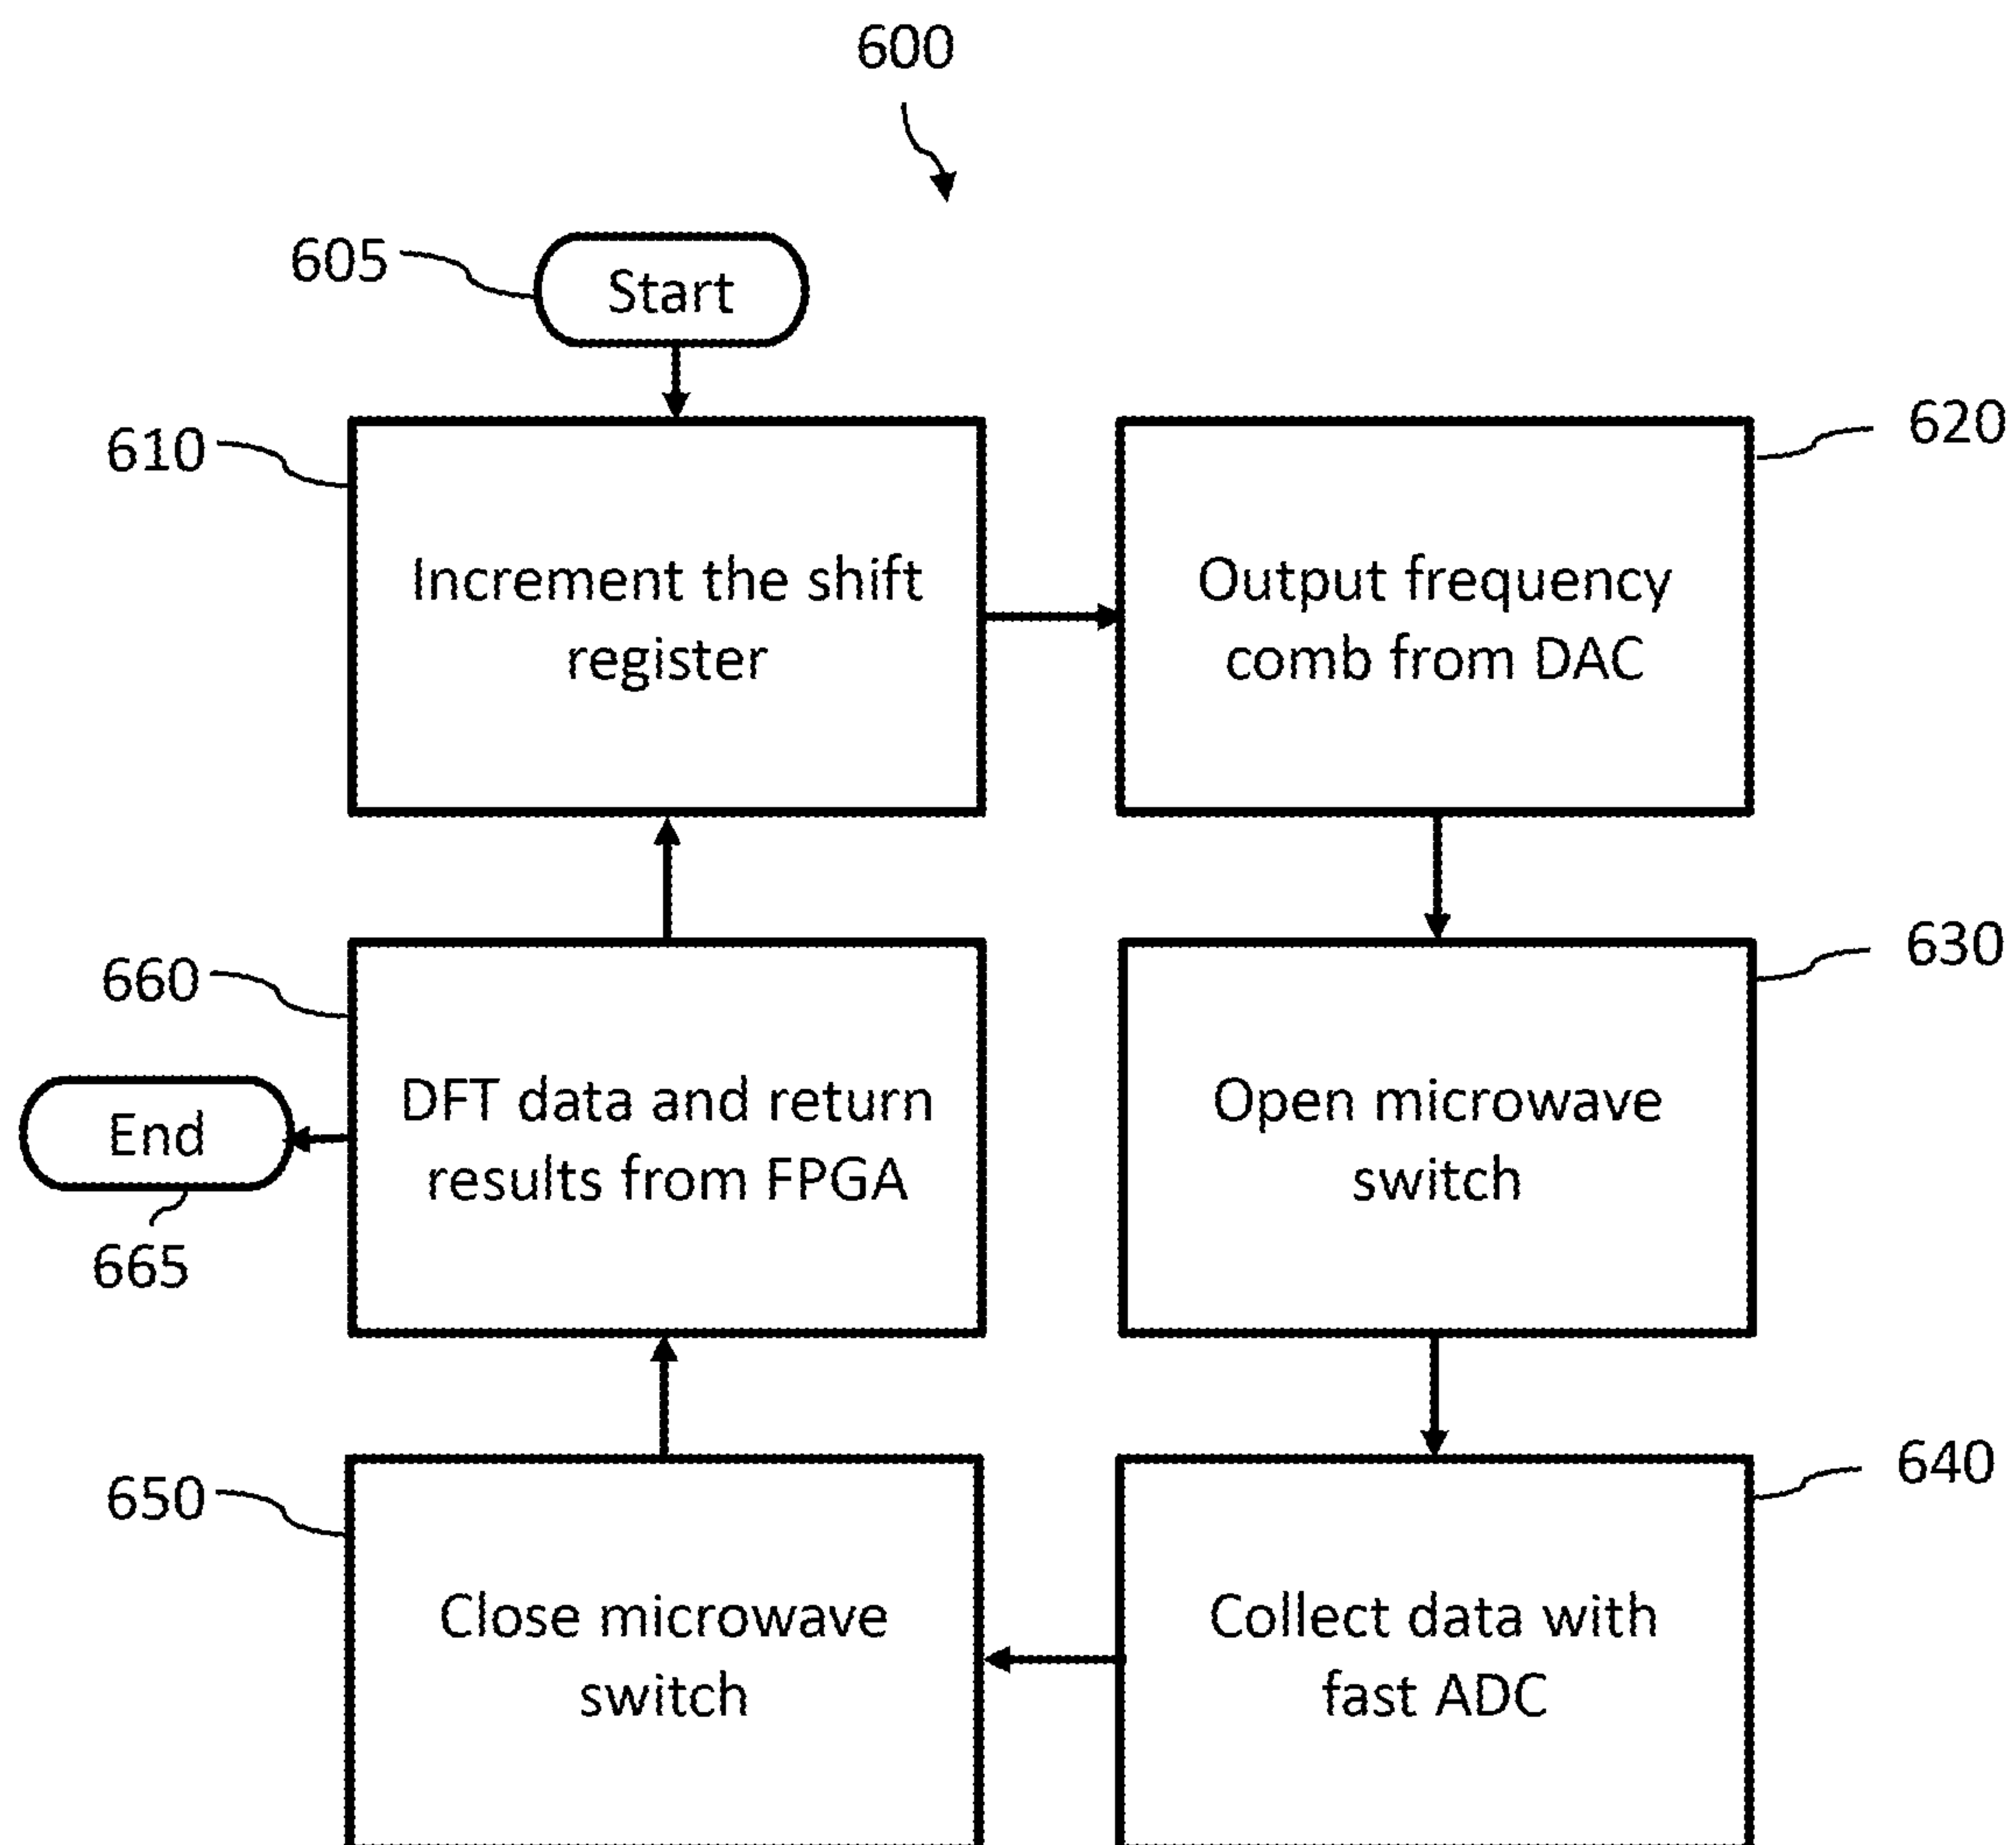 600
605
Start
610
Increment the shift
register
620
Output frequency
comb from DAC
630
Open microwave
switch
640
Collect data with
fast ADC
650
Close microwave
switch
660
DFT data and return
results from FPGA
End
665